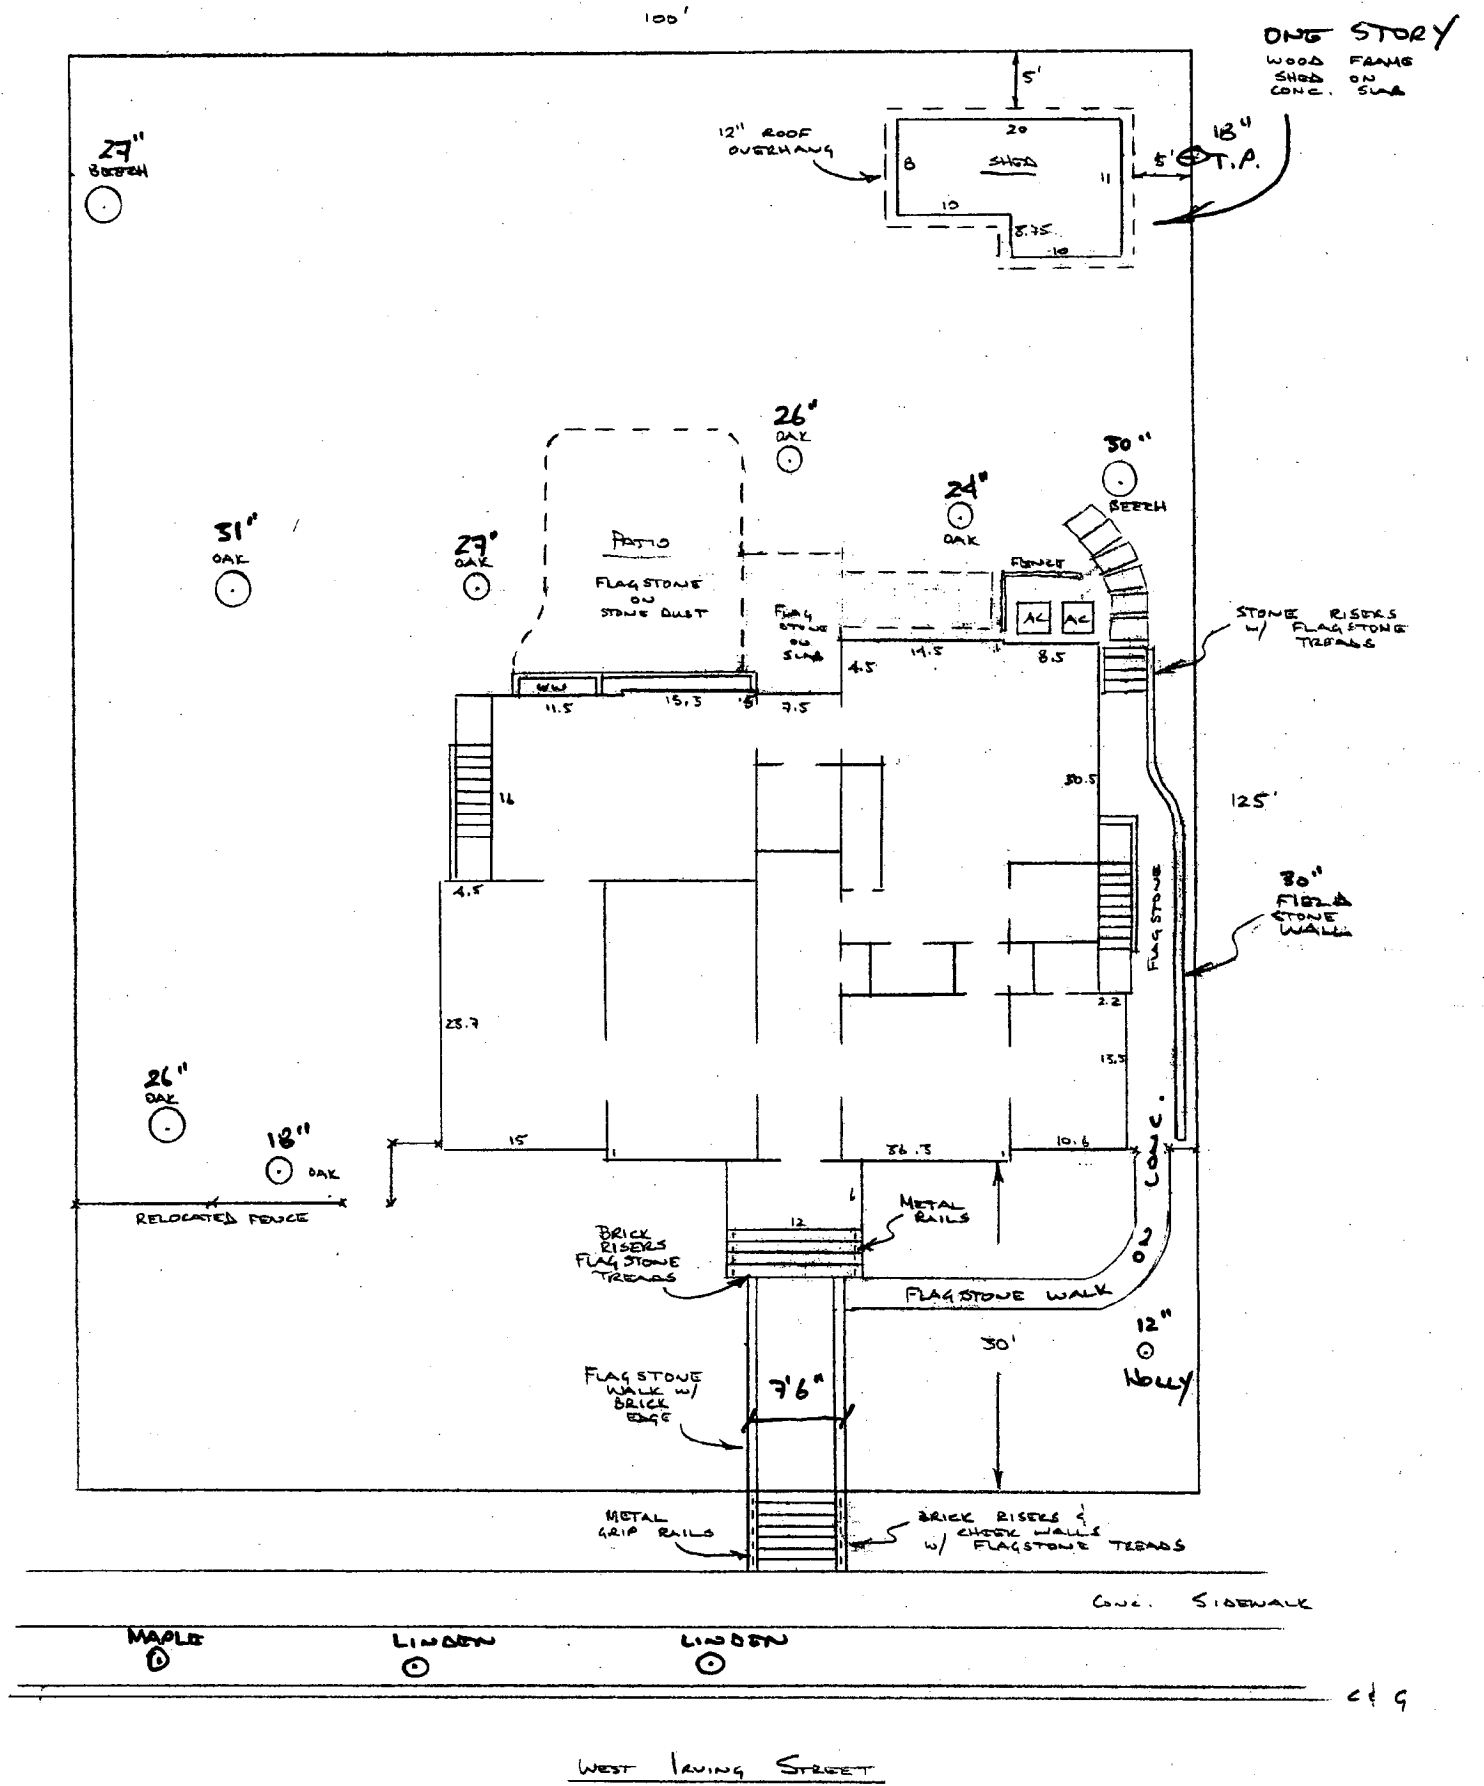 100'
ONE STORY
WOOD FRAME
SHED ON
CONC. SLAB
5'
12" ROOF
OVERHANG
20
SHED
8
11
10
3.75
10
5'
18"
T.P.
27"
BEECH
26"
OAK
30"
BEECH
24"
OAK
31"
OAK
27"
OAK
PATIO
FLAGSTONE
ON
STONE DUST
FLAG
STONE
ON
SLAB
FENCE
AC
AC
STONE RISERS
W/ FLAGSTONE
TREADS
14.5
8.5
4.5
WW
11.5
15.3
7.5
16
30.5
125'
4.5
FLAGSTONE
ON CONC.
30"
FIELD
STONE
WALL
23.7
2.2
13.5
26"
OAK
18"
OAK
15
36.3
10.6
RELOCATED FENCE
6
METAL
RAILS
12
BRICK
RISERS
FLAGSTONE
TREADS
FLAGSTONE WALK
30'
12"
HOLLY
FLAGSTONE
WALK W/
BRICK
EDGE
7'6"
METAL
GRIP RAILS
BRICK RISERS &
CHEEK WALLS
W/ FLAGSTONE TREADS
CONC. SIDEWALK
MAPLE
LINDEN
LINDEN
C & G
WEST IRVING STREET